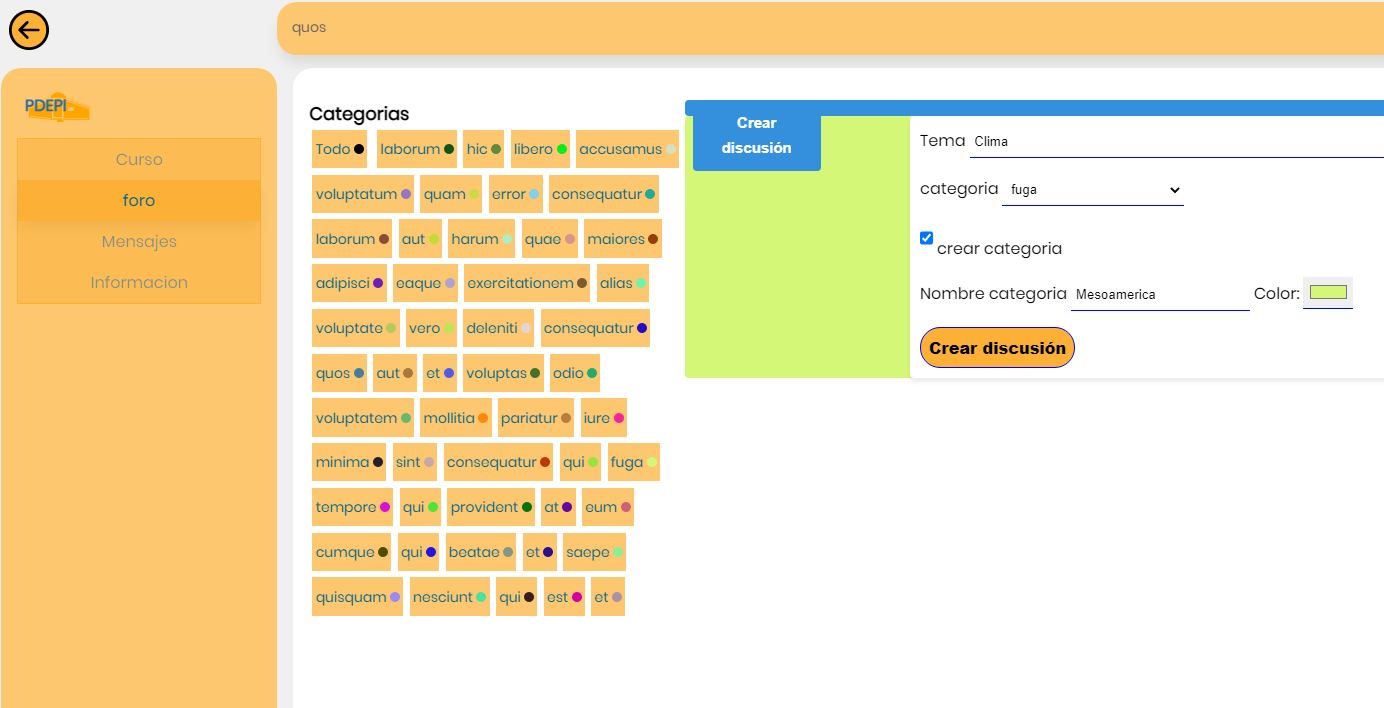 quos
PDEPI
Curso
foro
Mensajes
Informacion
Categorias
Todo laborum hic libero accusamus
voluptatum quam error consequatur
laborum aut harum quae maiores
adipisci eaque exercitationem alias
voluptate vero deleniti consequatur
quos aut et voluptas odio
voluptatem mollitia pariatur iure
minima sint consequatur qui fuga
tempore qui provident at eum
cumque qui beatae et saepe
quisquam nesciunt qui est et
Crear
discusión
Tema Clima
categoria fuga
crear categoria
Nombre categoria Mesoamerica Color:
Crear discusión